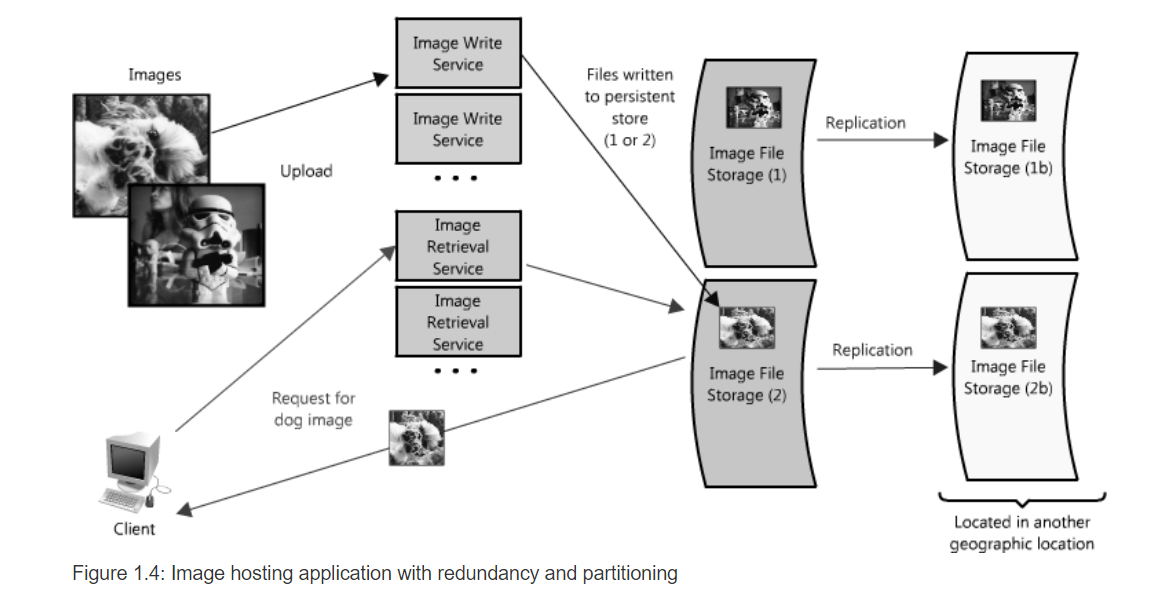 Images
Upload
Image Write
Service
Image Write
Service
• • •
Image
Retrieval
Service
Image
Retrieval
Service
• • •
Request for
dog image
Client
Files written
to persistent
store
(1 or 2)
Image File
Storage (1)
Replication
Image File
Storage (1b)
Image File
Storage (2)
Replication
Image File
Storage (2b)
Located in another
geographic location
Figure 1.4: Image hosting application with redundancy and partitioning